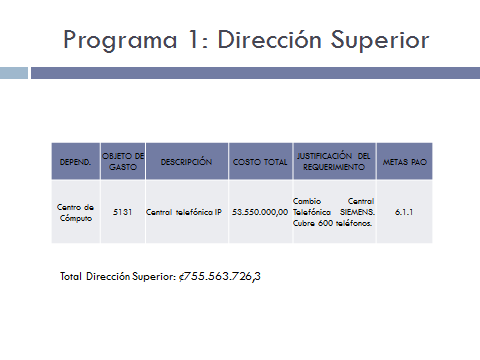 Programa 1: Dirección Superior
DEPEND.
OBJETO DE
GASTO
DESCRIPCIÓN
COSTO TOTAL
JUSTIFICACIÓN DEL
REQUERIMIENTO
METAS PAO
Centro de
Cómputo
5131
Central telefónica IP
53.550.000,00
Cambio Central
Telefónica SIEMENS.
Cubre 600 teléfonos.
6.1.1
Total Dirección Superior: ¢755.563.726,3